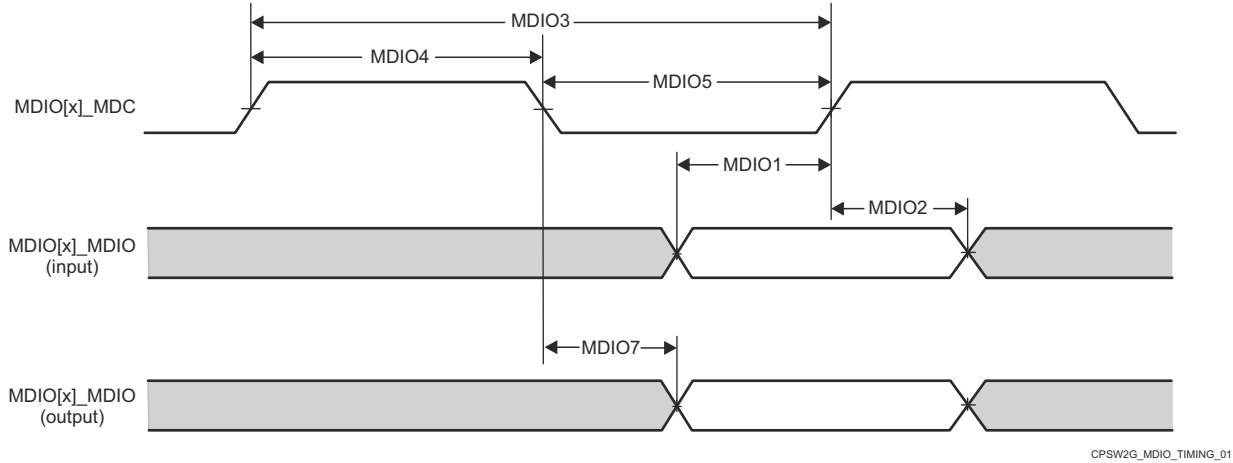 MDIO3
MDIO4
MDIO5
MDIO[x]_MDC
MDIO1
MDIO2
MDIO[x]_MDIO
(input)
MDIO7
MDIO[x]_MDIO
(output)
CPSW2G_MDIO_TIMING_01